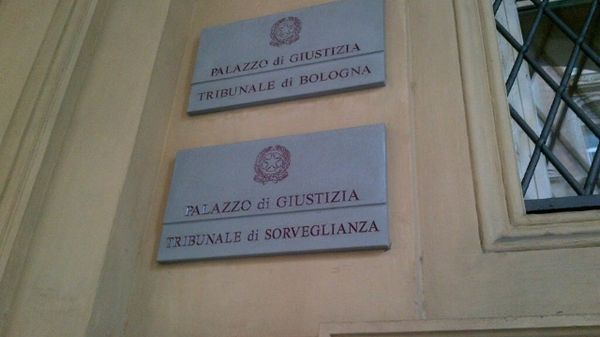 PALAZZO di GIUSTIZIA
TRIBUNALE di BOLOGNA
PALAZZO di GIUSTIZIA
TRIBUNALE di SORVEGLIANZA